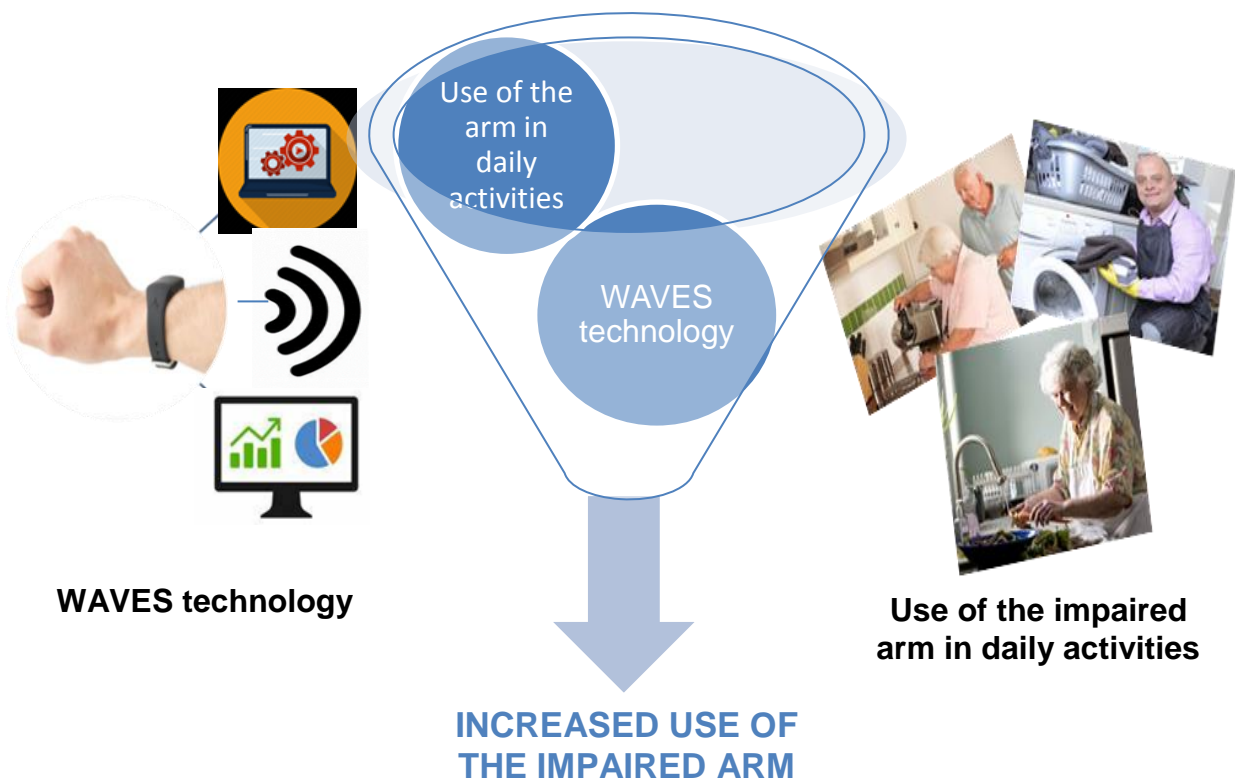 Use of the
arm in
daily
activities
WAVES
technology
WAVES technology
Use of the impaired
arm in daily activities
INCREASED USE OF
THE IMPAIRED ARM